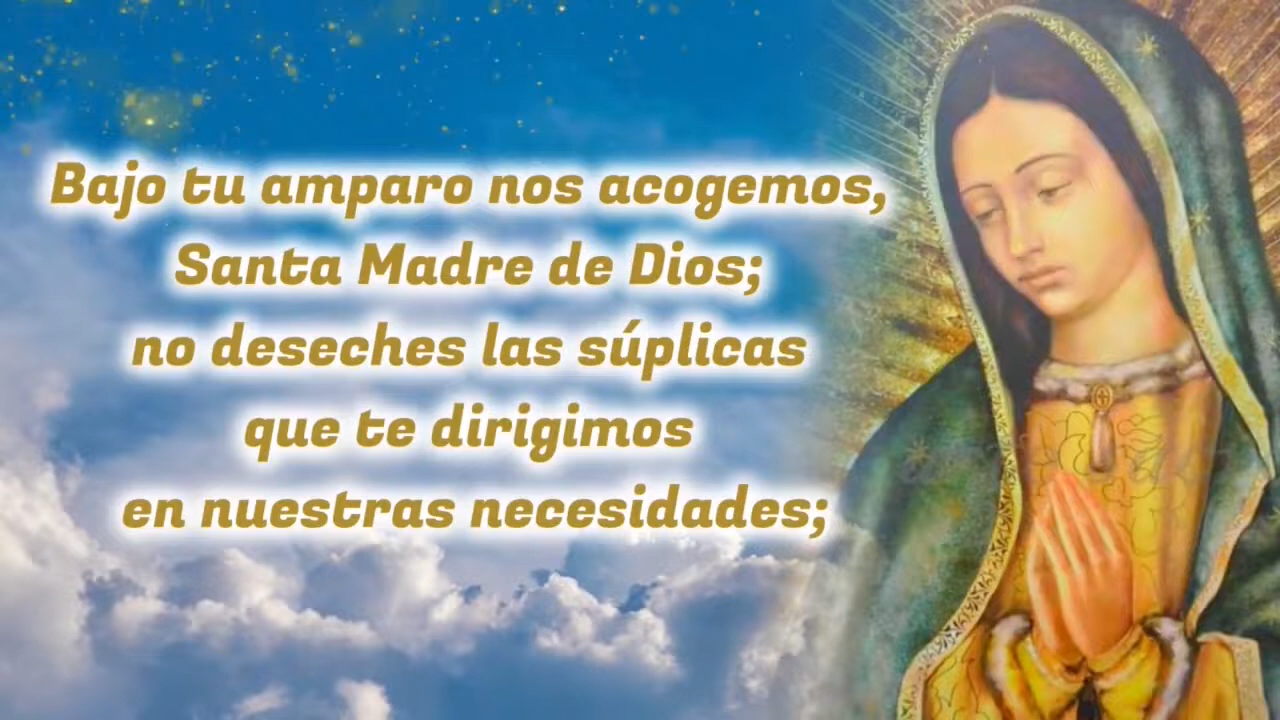 Bajo tu amparo nos acogemos,
Santa Madre de Dios;
no deseches las súplicas
que te dirigimos
en nuestras necesidades;